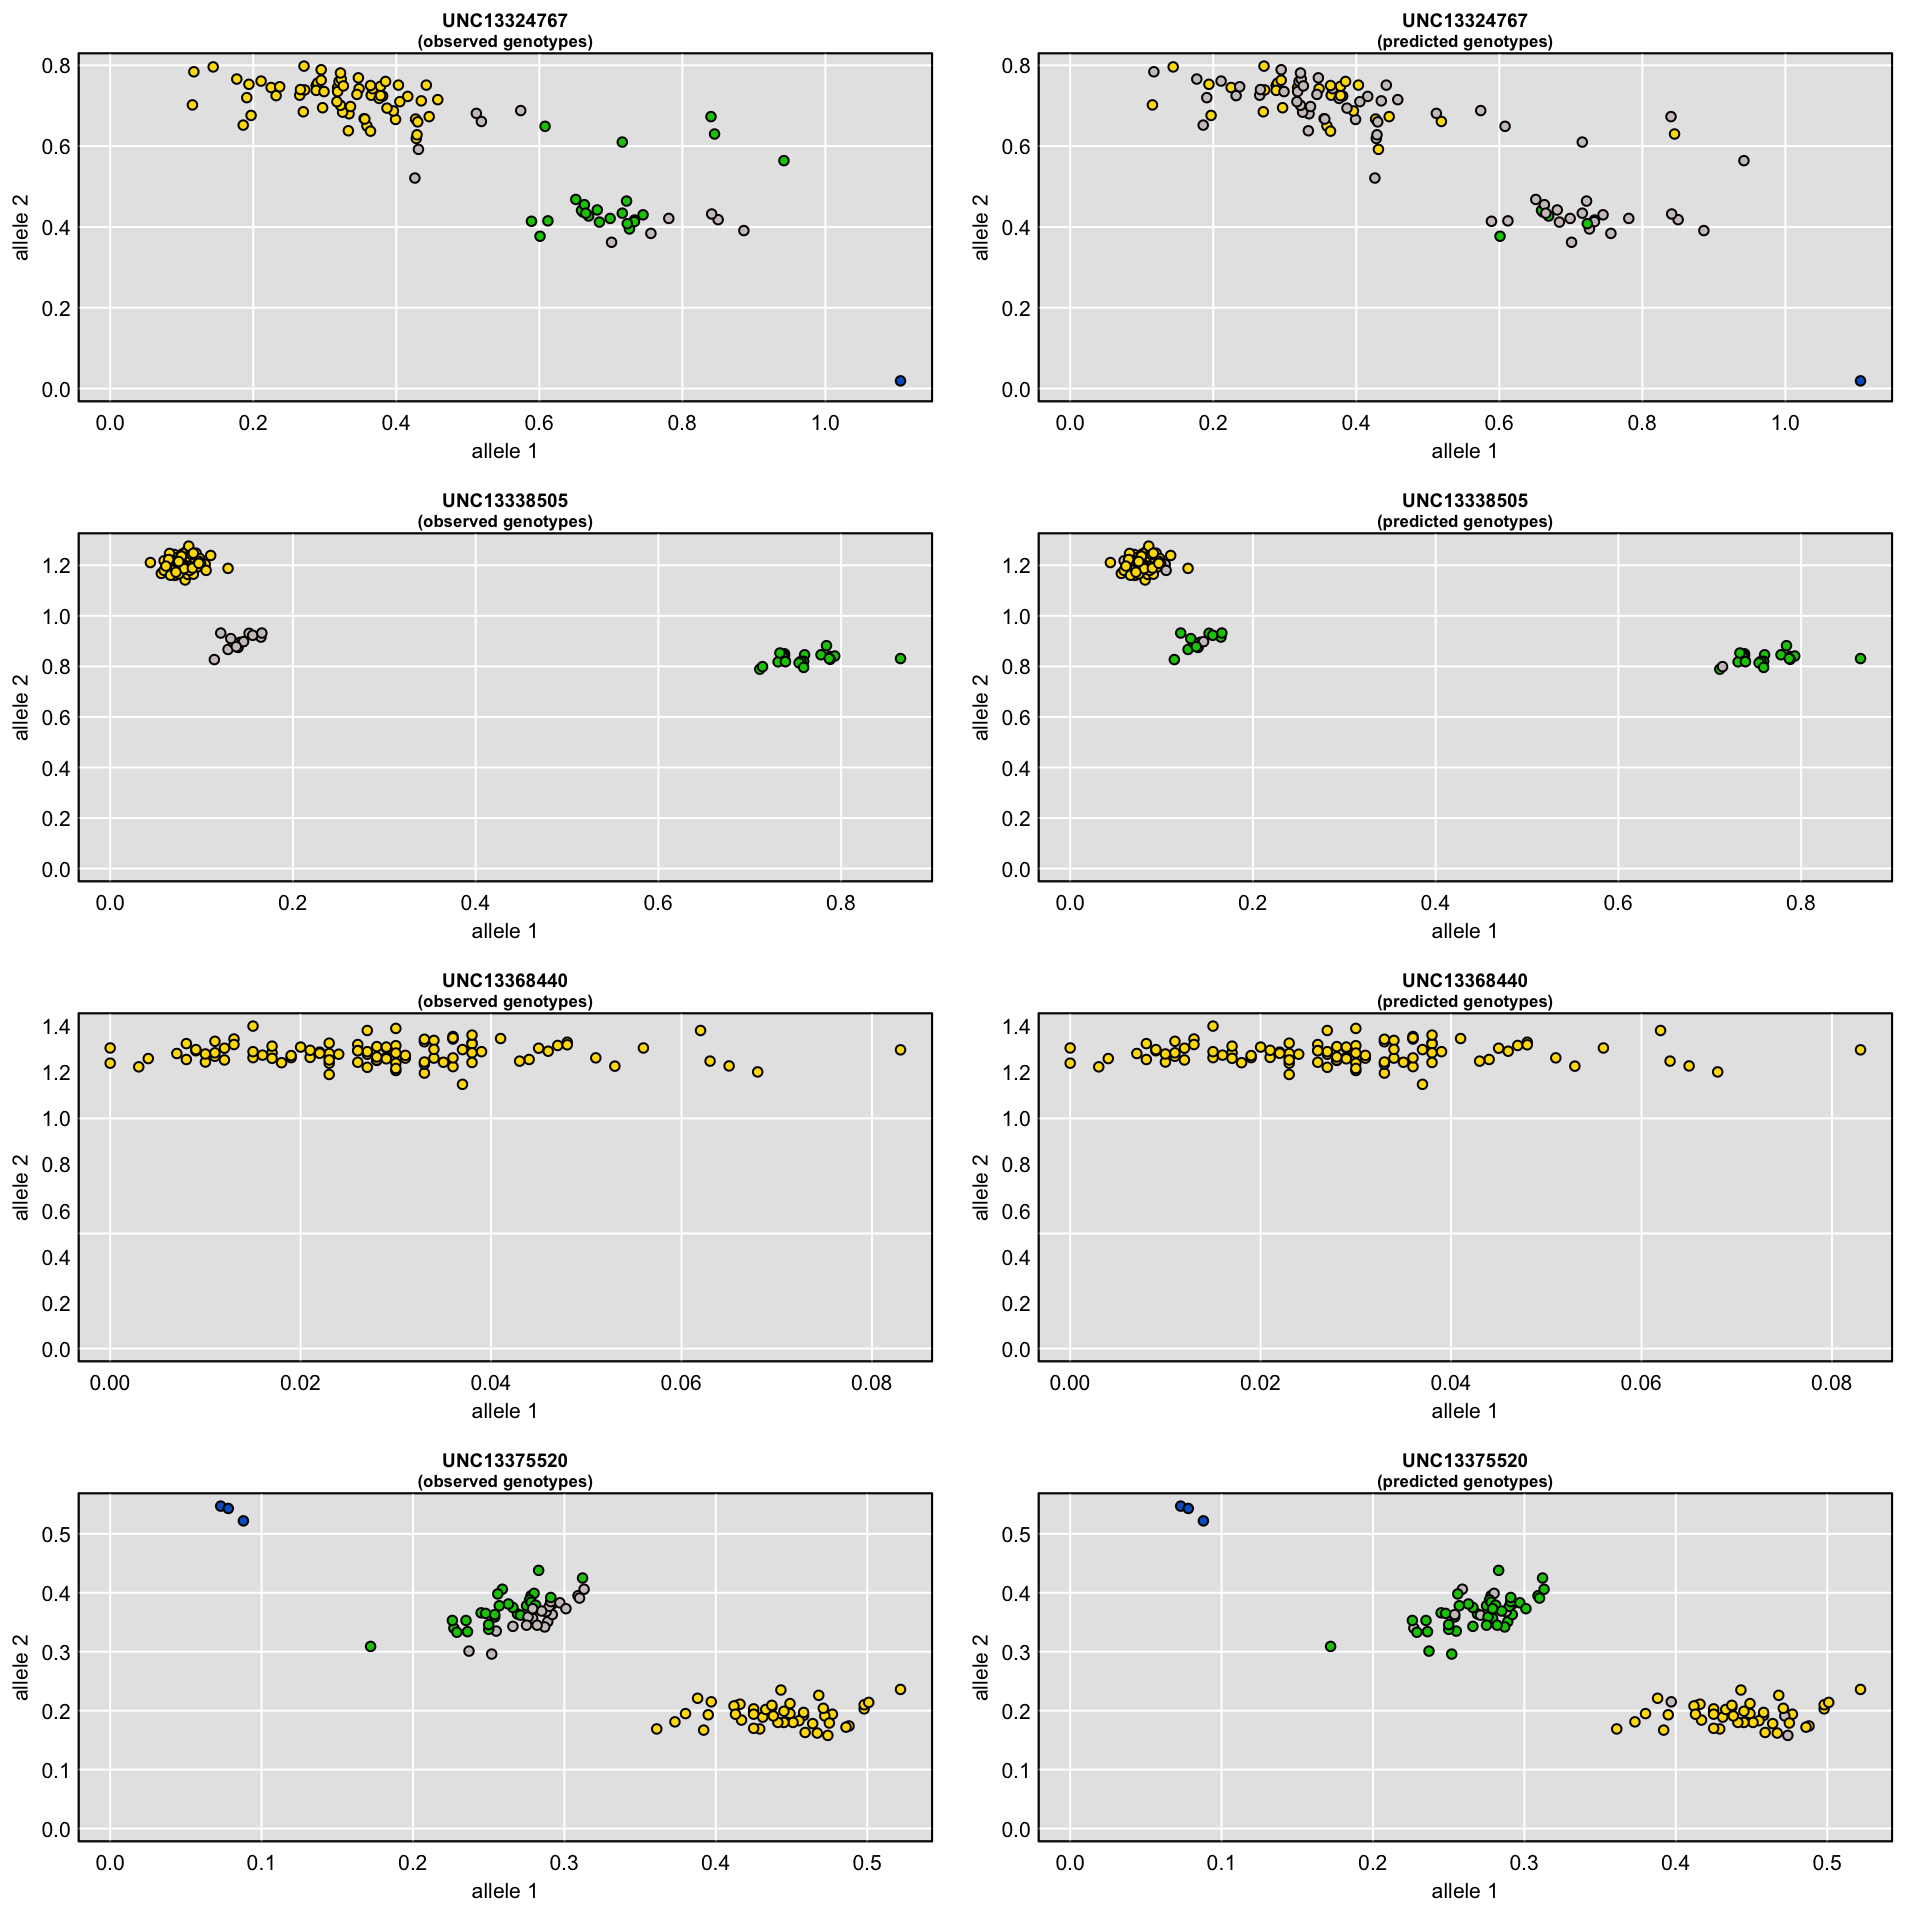 UNC13324767
(observed genotypes)
0.8
0.6
0.4
0.2
0.0
allele 2
0.0 0.2 0.4 0.6 0.8 1.0
allele 1
UNC13324767
(predicted genotypes)
0.8
0.6
0.4
0.2
0.0
allele 2
0.0 0.2 0.4 0.6 0.8 1.0
allele 1
UNC13338505
(observed genotypes)
1.2
1.0
0.8
0.6
0.4
0.2
0.0
allele 2
0.0 0.2 0.4 0.6 0.8
allele 1
UNC13338505
(predicted genotypes)
1.2
1.0
0.8
0.6
0.4
0.2
0.0
allele 2
0.0 0.2 0.4 0.6 0.8
allele 1
UNC13368440
(observed genotypes)
1.4
1.2
1.0
0.8
0.6
0.4
0.2
0.0
allele 2
0.00 0.02 0.04 0.06 0.08
allele 1
UNC13368440
(predicted genotypes)
1.4
1.2
1.0
0.8
0.6
0.4
0.2
0.0
allele 2
0.00 0.02 0.04 0.06 0.08
allele 1
UNC13375520
(observed genotypes)
0.5
0.4
0.3
0.2
0.1
0.0
allele 2
0.0 0.1 0.2 0.3 0.4 0.5
allele 1
UNC13375520
(predicted genotypes)
0.5
0.4
0.3
0.2
0.1
0.0
allele 2
0.0 0.1 0.2 0.3 0.4 0.5
allele 1